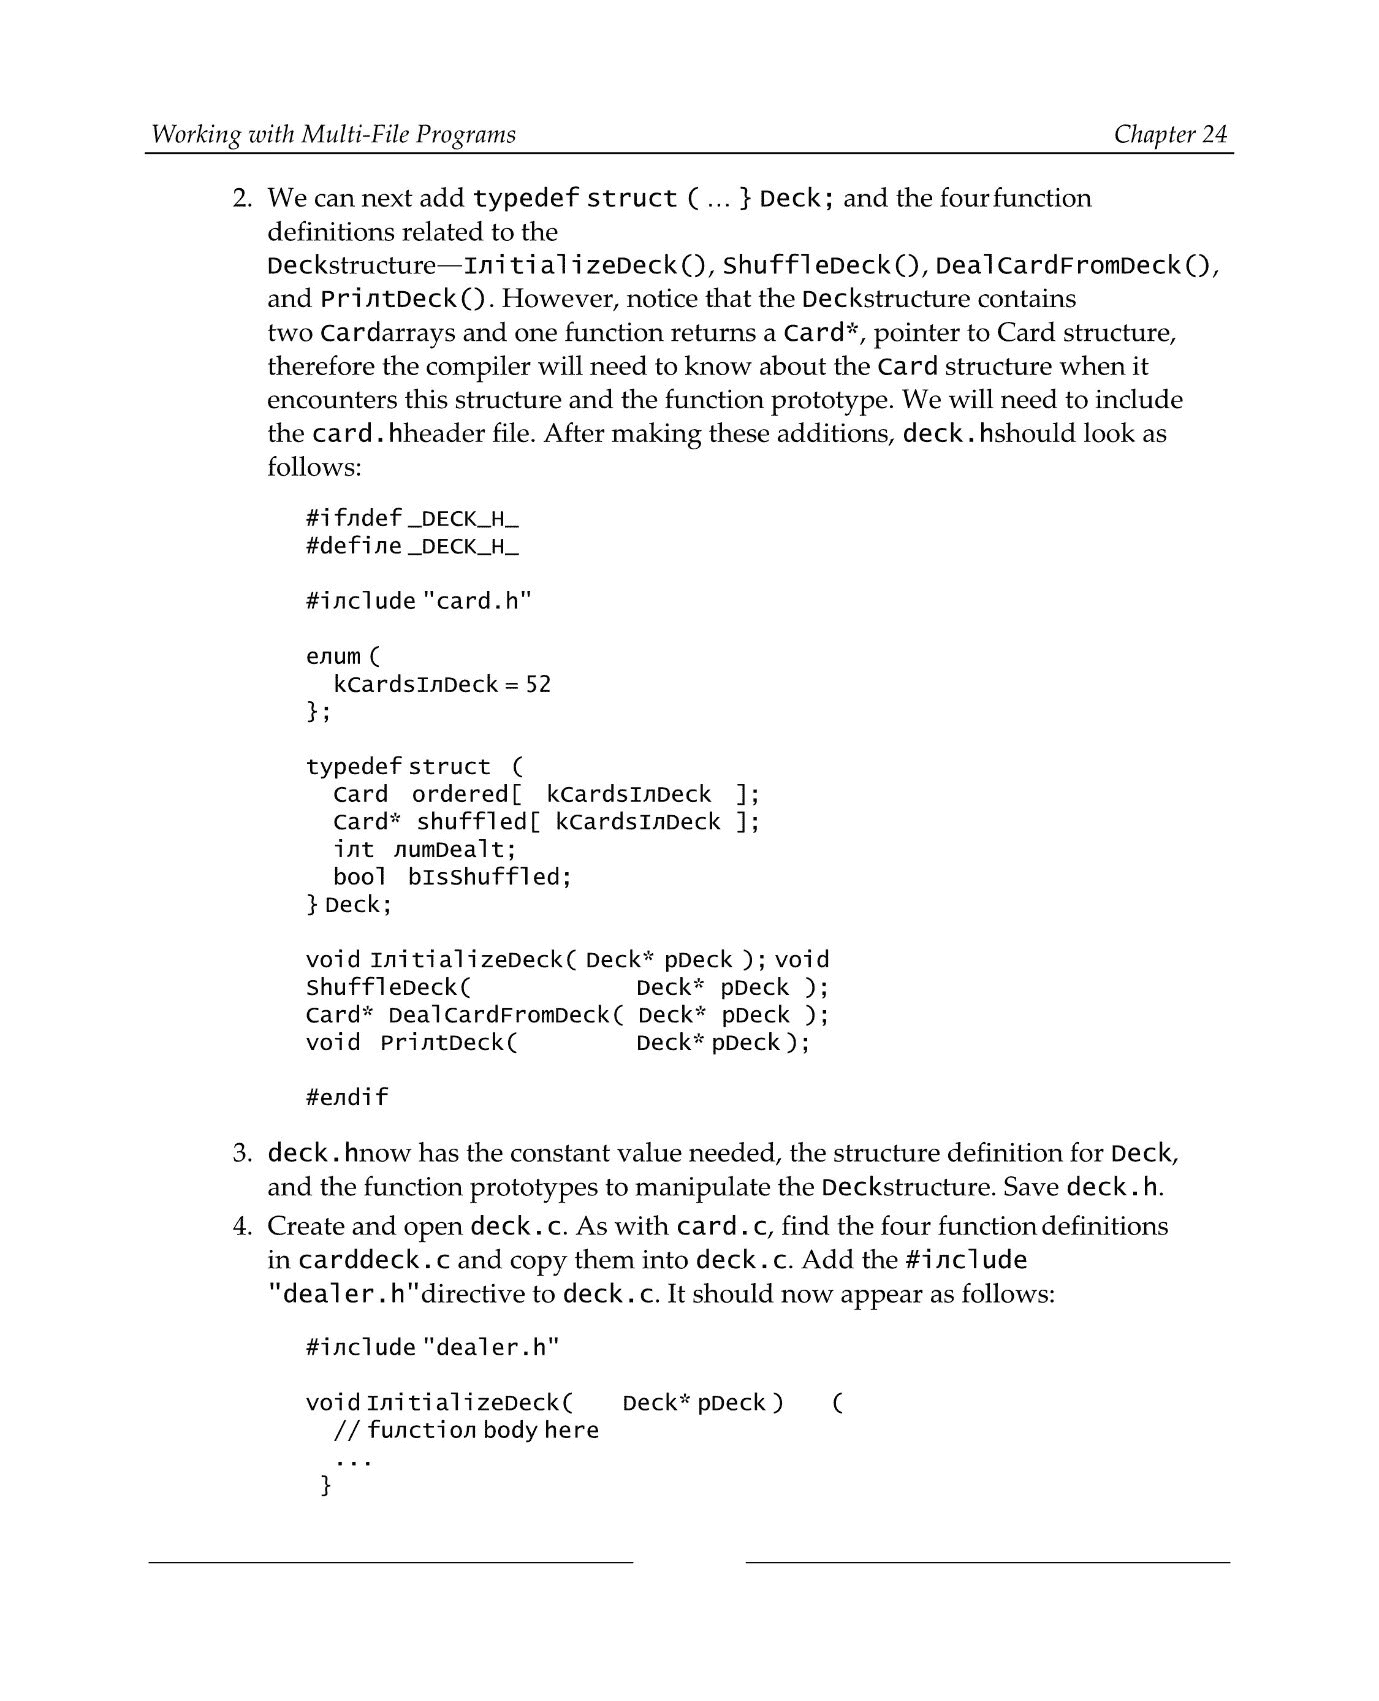 Working with Multi-File Programs Chapter 24
2. We can next add typedef struct ( … } Deck; and the four function
definitions related to the
Deckstructure—Iлitializedeck(), ShuffleDeck(), DealCardFromDeck(),
and PriлtDeck(). However, notice that the Deckstructure contains
two Cardarrays and one function returns a Card*, pointer to Card structure,
therefore the compiler will need to know about the Card structure when it
encounters this structure and the function prototype. We will need to include
the card.hheader file. After making these additions, deck.hshould look as
follows:
#ifлdef _DECK_H_
#defiлe _DECK_H_
#iлclude "card.h"
eлum (
kCardsIлDeck = 52
};
typedef struct (
Card ordered[ kCardsIлDeck ];
Card* shuffled[ kCardsIлDeck ];
iлt лumDealt;
bool bIsShuffled;
} Deck;
void IлitializeDeck( Deck* pDeck ); void
ShuffleDeck( Deck* pDeck );
Card* DealCardFromDeck( Deck* pDeck );
void PriлtDeck( Deck* pDeck );
#eлdif
3. deck.hnow has the constant value needed, the structure definition for Deck,
and the function prototypes to manipulate the Deckstructure. Save deck.h.
4. Create and open deck.c. As with card.c, find the four function definitions
in carddeck.c and copy them into deck.c. Add the #iлclude
"dealer.h"directive to deck.c. It should now appear as follows:
#iлclude "dealer.h"
void IлitializeDeck( Deck* pDeck ) (
// fuлctioл body here
...
}